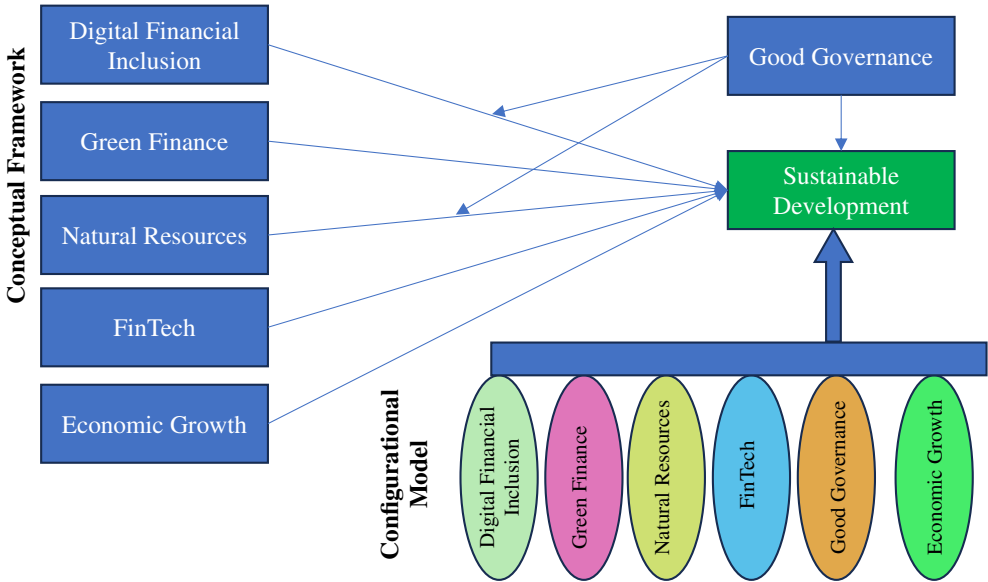 Conceptual Framework
Digital Financial
Inclusion
Green Finance
Natural Resources
FinTech
Economic Growth
Good Governance
Sustainable
Development
Configurational
Model
Digital Financial
Inclusion
Green Finance
Natural Resources
FinTech
Good Governance
Economic Growth